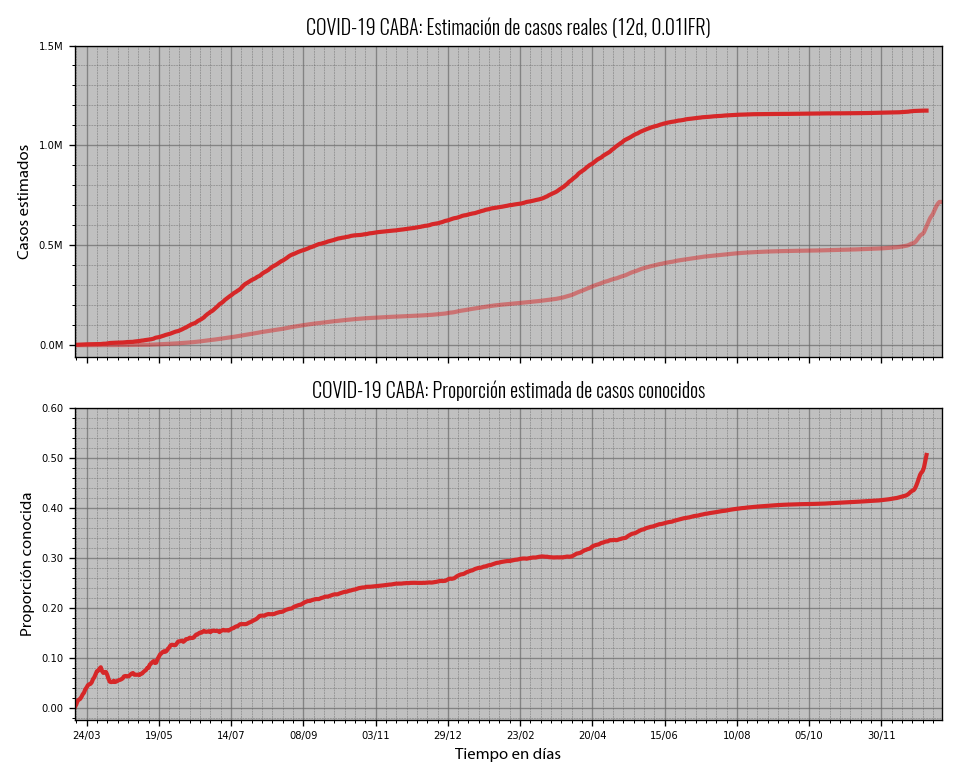 COVID-19 CABA: Estimación de casos reales (12d, 0.01IFR)
1.5M
1.0M
0.5M
0.0M
Casos estimados
COVID-19 CABA: Proporción estimada de casos conocidos
0.60
0.50
0.40
0.30
0.20
0.10
0.00
Proporción conocida
24/03 19/05 14/07 08/09 03/11 29/12 23/02 20/04 15/06 10/08 05/10 30/11
Tiempo en días